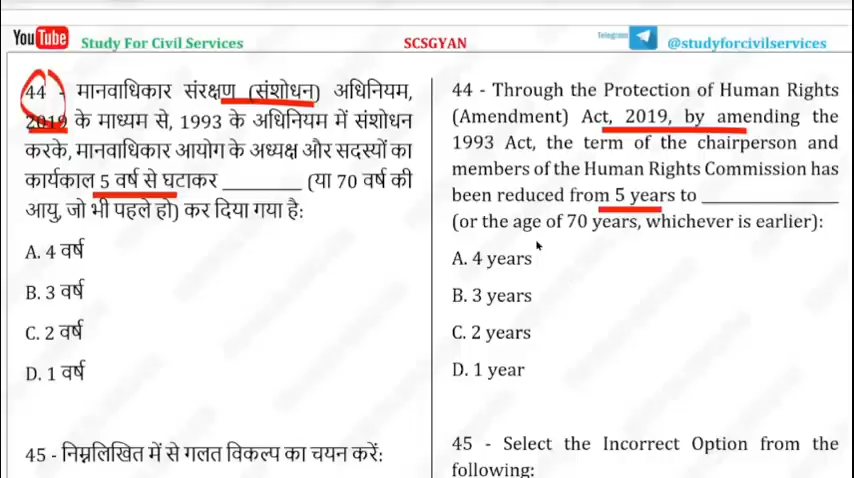 YouTube Study For Civil Services
SCSGYAN
Telegram @studyforcivilservices
44 - मानवाधिकार संरक्षण (संशोधन) अधिनियम,
2019 के माध्यम से, 1993 के अधिनियम में संशोधन
करके, मानवाधिकार आयोग के अध्यक्ष और सदस्यों का
कार्यकाल 5 वर्ष से घटाकर ________ (या 70 वर्ष की
आयु, जो भी पहले हो) कर दिया गया है:
A. 4 वर्ष
B. 3 वर्ष
C. 2 वर्ष
D. 1 वर्ष
45 - निम्नलिखित में से गलत विकल्प का चयन करें:
44 - Through the Protection of Human Rights
(Amendment) Act, 2019, by amending the
1993 Act, the term of the chairperson and
members of the Human Rights Commission has
been reduced from 5 years to ______________
(or the age of 70 years, whichever is earlier):
A. 4 years
B. 3 years
C. 2 years
D. 1 year
45 - Select the Incorrect Option from the
following: